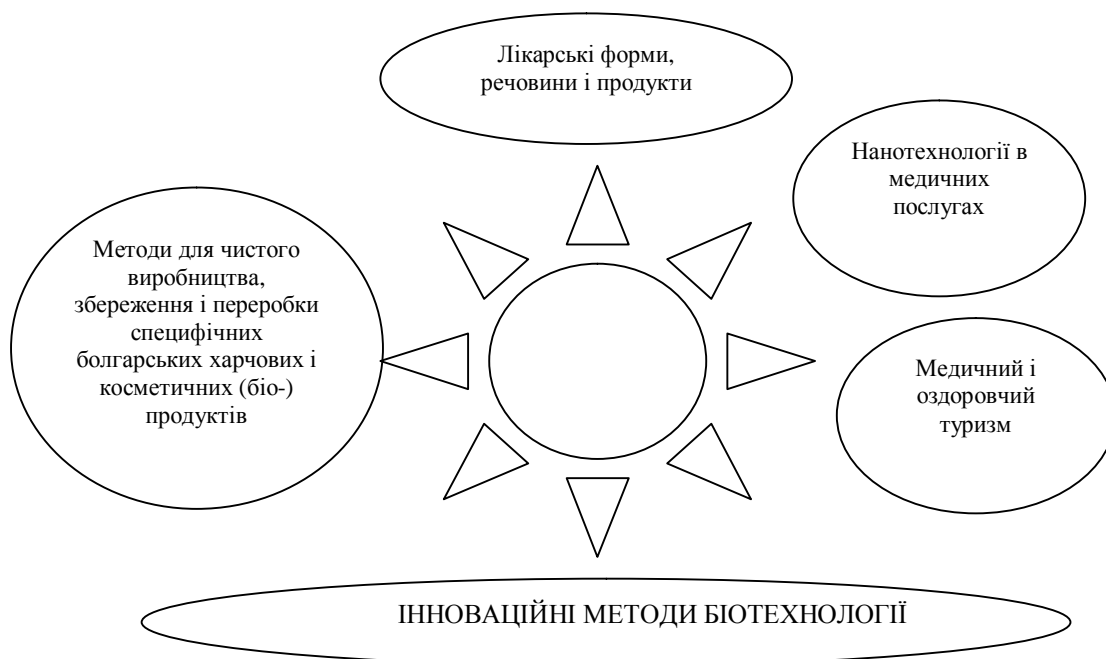 Лікарські форми,
речовини і продукти
Нанотехнології в
медичних
послугах
Методи для чистого
виробництва,
збереження і переробки
специфічних
болгарських харчових і
косметичних (біо-)
продуктів
Медичний і
оздоровчий
туризм
ІННОВАЦІЙНІ МЕТОДИ БІОТЕХНОЛОГІЇ